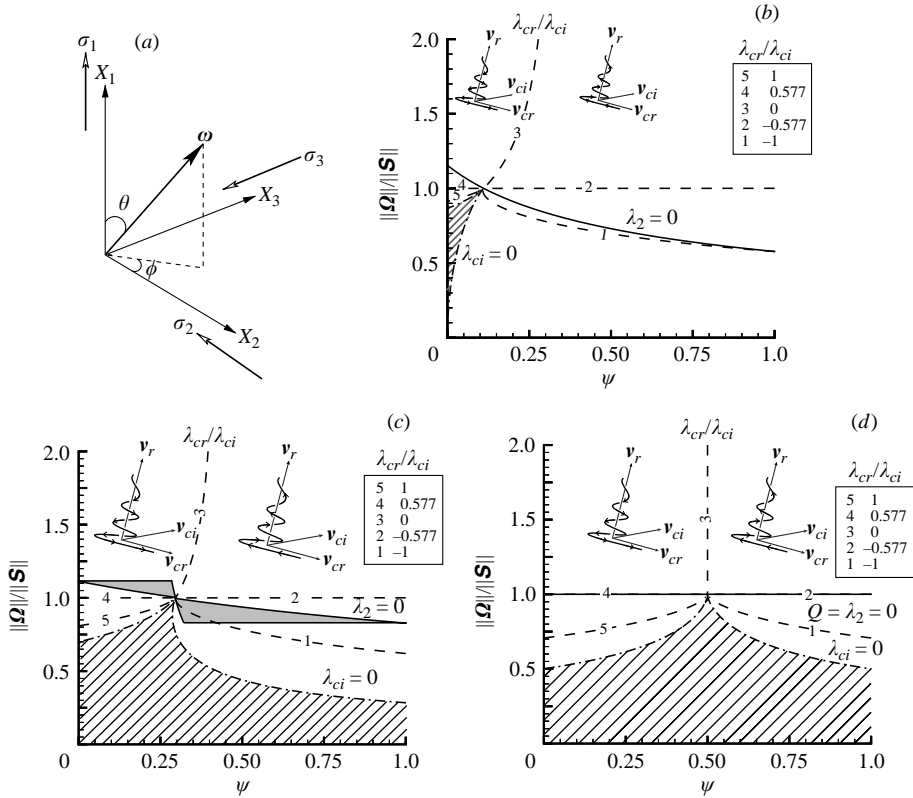 (a)
σ1
X1
ω
σ3
X3
θ
ϕ
X2
σ2
(b)
λcr/λci
2.0
1.5
1.0
0.5
0
0.25
0.50
0.75
1.0
||Ω||/||S||
ψ
vr
vci
vcr
vr
vci
vcr
λcr/λci
5 1
4 0.577
3 0
2 –0.577
1 –1
3
4
5
2
1
λ2 = 0
λci = 0
(c)
λcr/λci
2.0
1.5
1.0
0.5
0
0.25
0.50
0.75
1.0
||Ω||/||S||
ψ
vr
vci
vcr
vr
vci
vcr
λcr/λci
5 1
4 0.577
3 0
2 –0.577
1 –1
3
4
2
5
1
λ2 = 0
λci = 0
(d)
λcr/λci
2.0
1.5
1.0
0.5
0
0.25
0.50
0.75
1.0
||Ω||/||S||
ψ
vr
vci
vcr
vr
vci
vcr
λcr/λci
5 1
4 0.577
3 0
2 –0.577
1 –1
3
4
2
Q = λ2 = 0
5
1
λci = 0